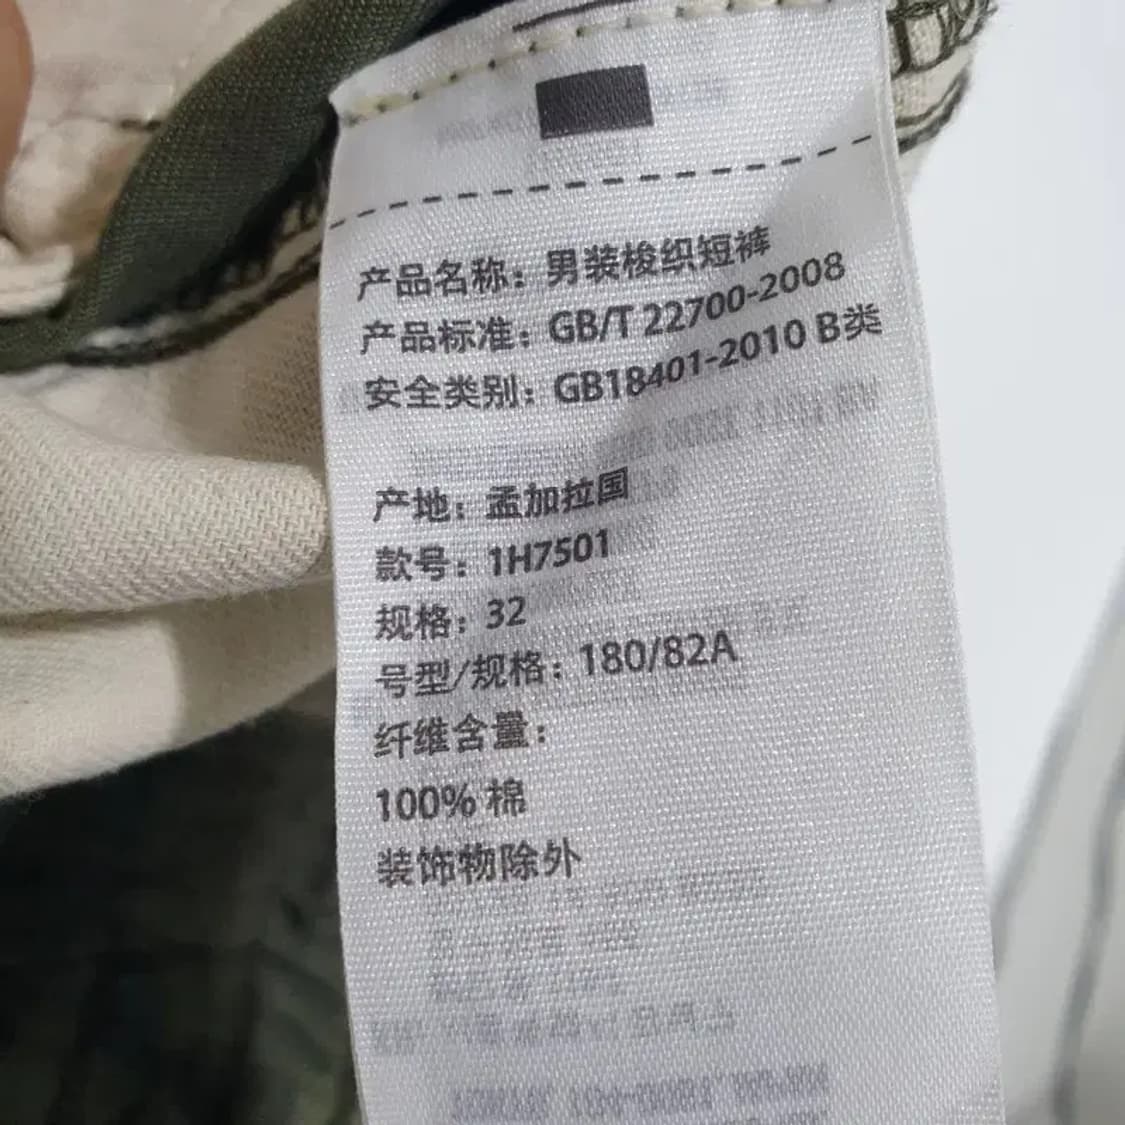 产品名称：男装梭织短裤
产品标准：GB/T 22700-2008
安全类别：GB18401-2010 B类
产地：孟加拉国
款号：1H7501
规格：32
号型/规格：180/82A
纤维含量：
100% 棉
装饰物除外